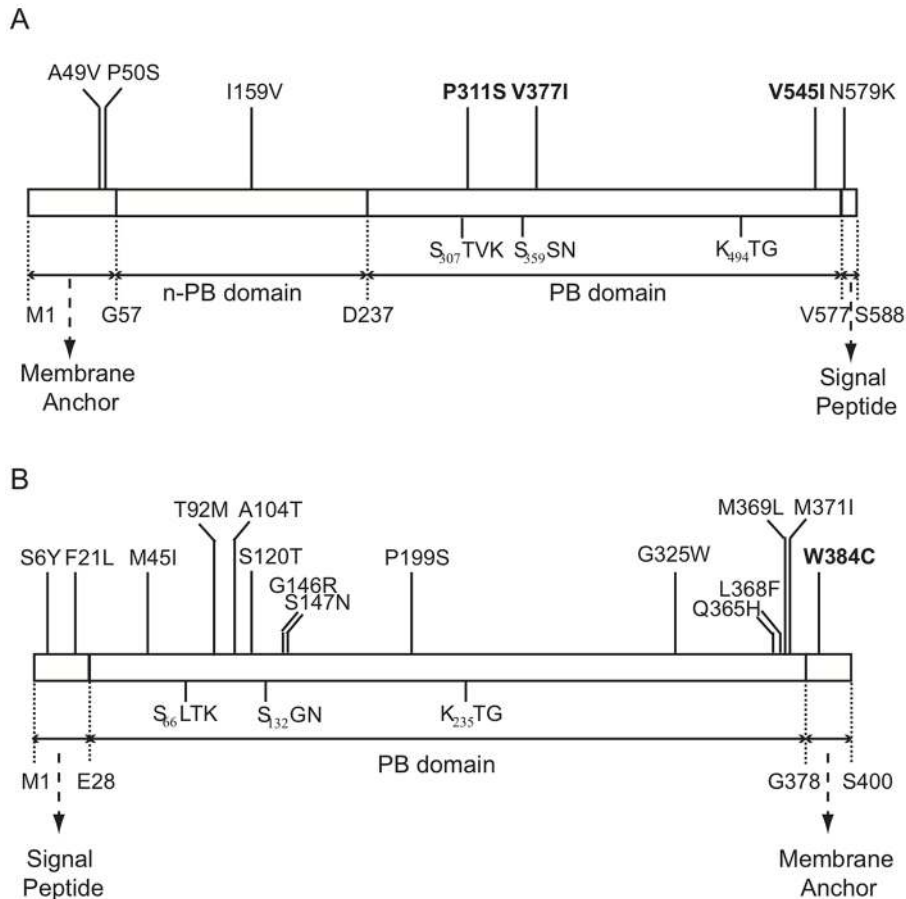 A
A49V P50S
I159V
P311S V377I
V545I N579K
S307TVK S359SN K494TG
n-PB domain PB domain
M1 G57 D237 V577 S588
Membrane
Anchor
Signal
Peptide
B
T92M A104T M369L M371I
S6Y F21L M45I S120T P199S G325W W384C
G146R L368F
S147N Q365H
S66LTK S132GN K235TG
PB domain
M1 E28 G378 S400
Signal
Peptide
Membrane
Anchor